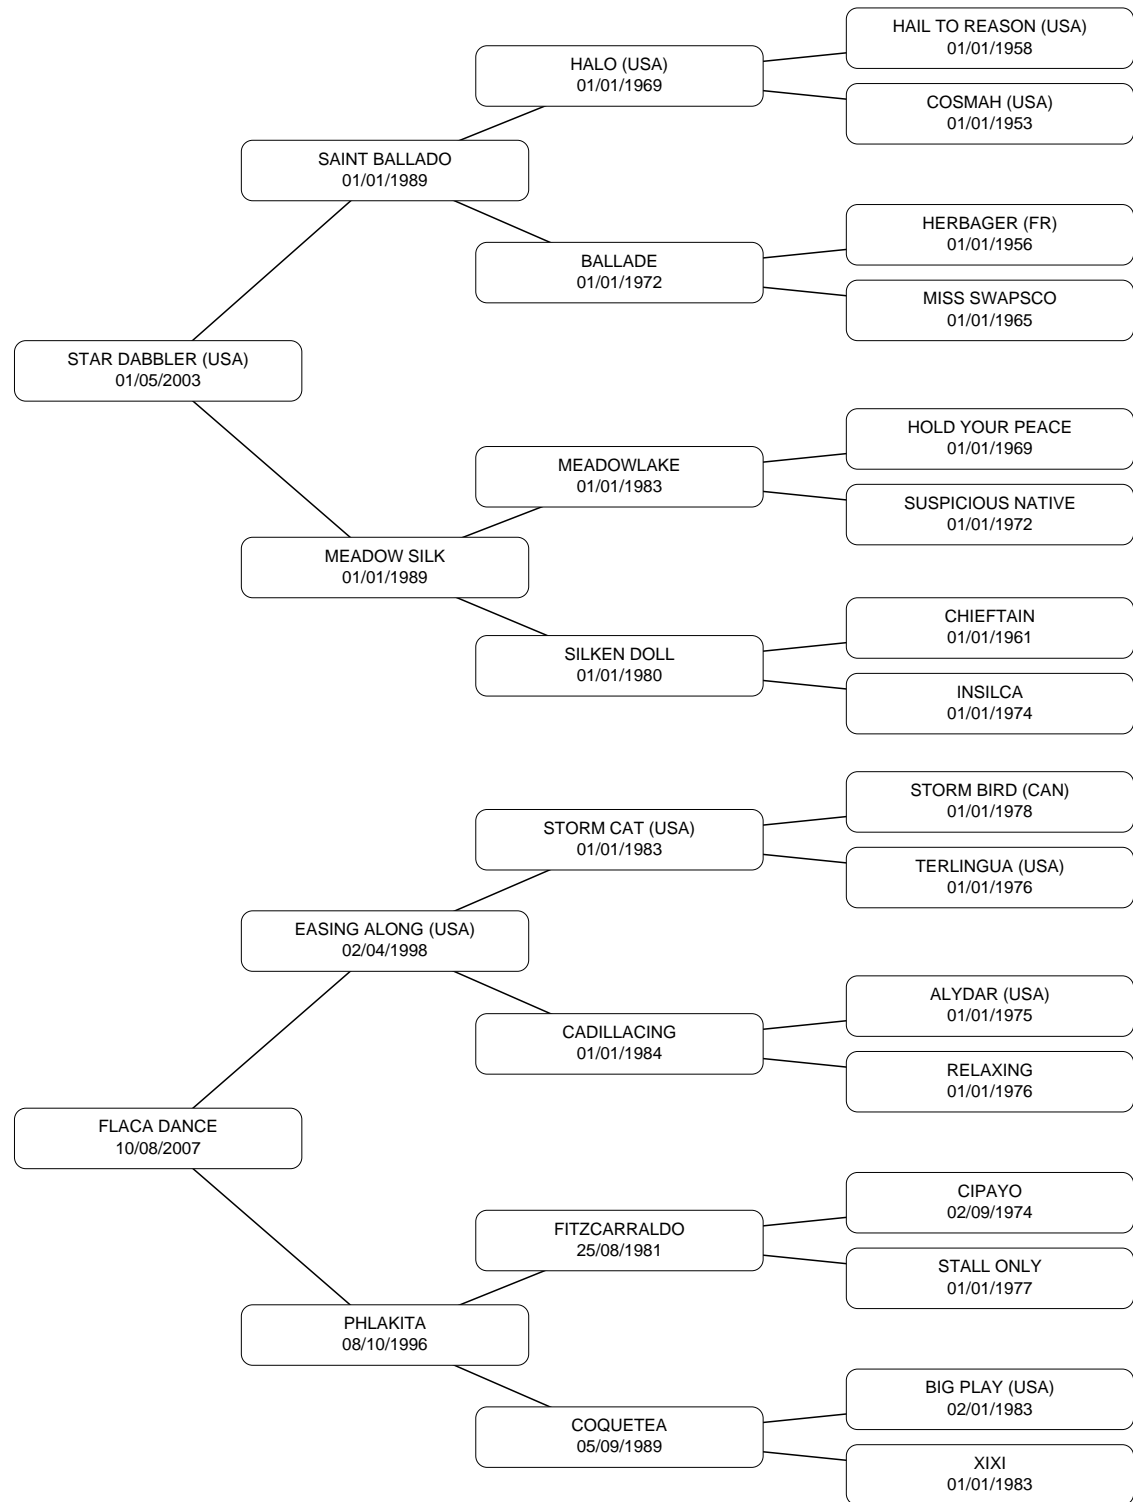 HAIL TO REASON (USA)
01/01/1958
HALO (USA)
01/01/1969
COSMAH (USA)
01/01/1953
SAINT BALLADO
01/01/1989
HERBAGER (FR)
01/01/1956
BALLADE
01/01/1972
MISS SWAPSCO
01/01/1965
STAR DABBLER (USA)
01/05/2003
HOLD YOUR PEACE
01/01/1969
MEADOWLAKE
01/01/1983
SUSPICIOUS NATIVE
01/01/1972
MEADOW SILK
01/01/1989
CHIEFTAIN
01/01/1961
SILKEN DOLL
01/01/1980
INSILCA
01/01/1974
STORM BIRD (CAN)
01/01/1978
STORM CAT (USA)
01/01/1983
TERLINGUA (USA)
01/01/1976
EASING ALONG (USA)
02/04/1998
ALYDAR (USA)
01/01/1975
CADILLACING
01/01/1984
RELAXING
01/01/1976
FLACA DANCE
10/08/2007
CIPAYO
02/09/1974
FITZCARRALDO
25/08/1981
STALL ONLY
01/01/1977
PHLAKITA
08/10/1996
BIG PLAY (USA)
02/01/1983
COQUETEA
05/09/1989
XIXI
01/01/1983